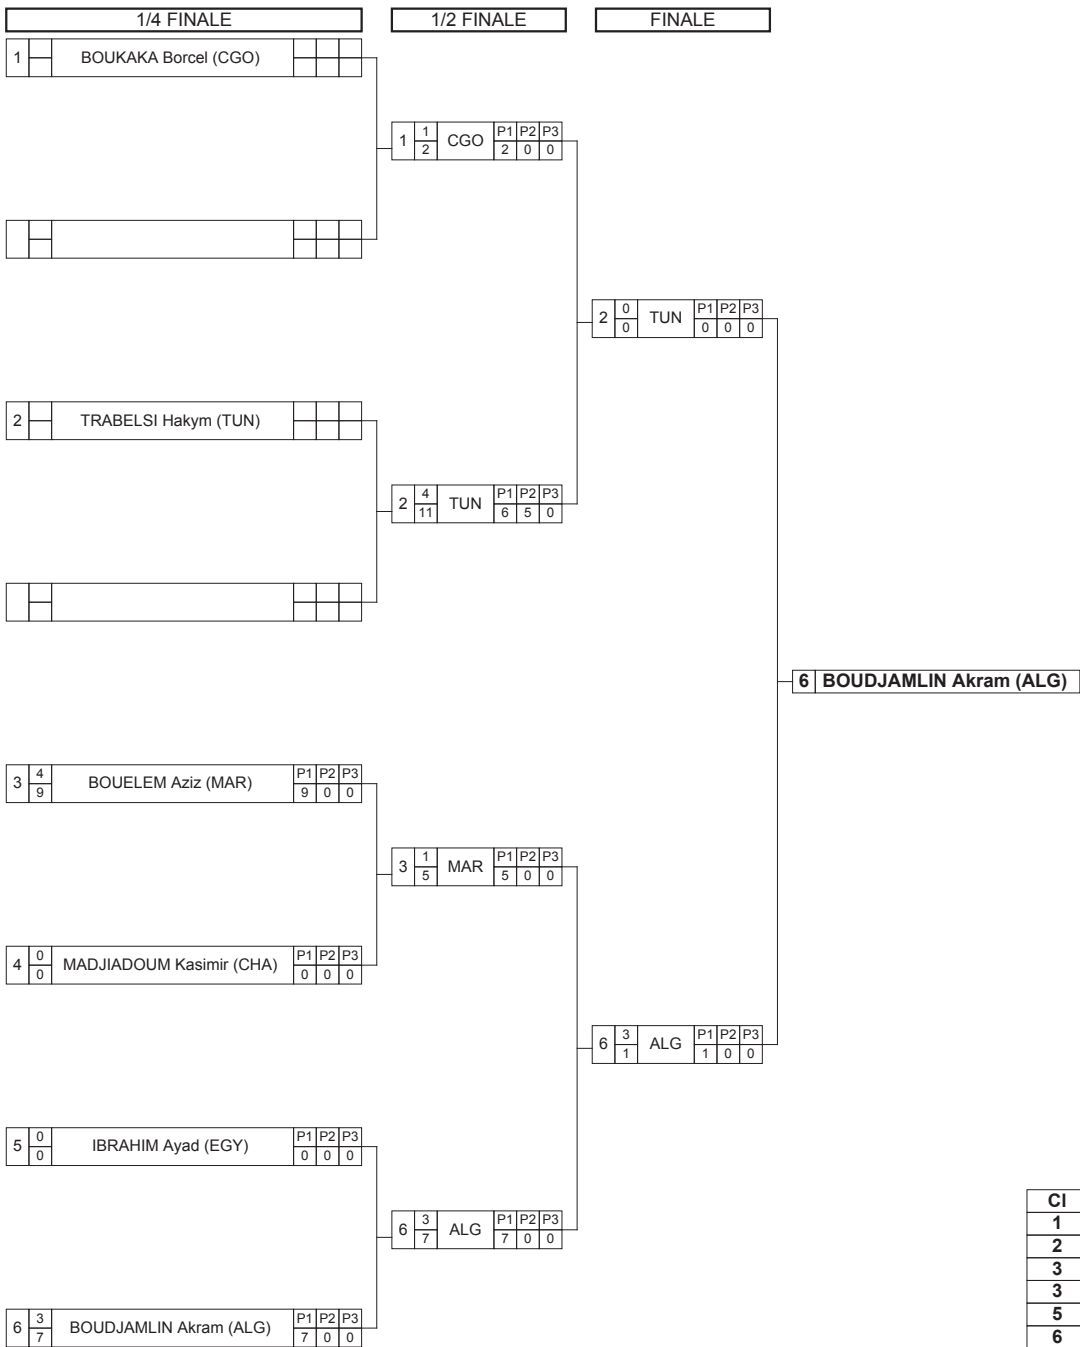 1/4 FINALE 1/2 FINALE FINALE
1 BOUKAKA Borcel (CGO)
1 1 CGO P1 P2 P3
2 2 0 0
2 0 TUN P1 P2 P3
0 0 0 0
2 TRABELSI Hakym (TUN)
2 4 TUN P1 P2 P3
11 6 5 0
6 BOUDJAMLIN Akram (ALG)
3 4 BOUELEM Aziz (MAR) P1 P2 P3
9 9 0 0
3 1 MAR P1 P2 P3
5 5 0 0
4 0 MADJIADOUM Kasimir (CHA) P1 P2 P3
0 0 0 0
6 3 ALG P1 P2 P3
1 1 0 0
5 0 IBRAHIM Ayad (EGY) P1 P2 P3
0 0 0 0
6 3 ALG P1 P2 P3
7 7 0 0
6 3 BOUDJAMLIN Akram (ALG) P1 P2 P3
7 7 0 0
Cl
1
2
3
3
5
6